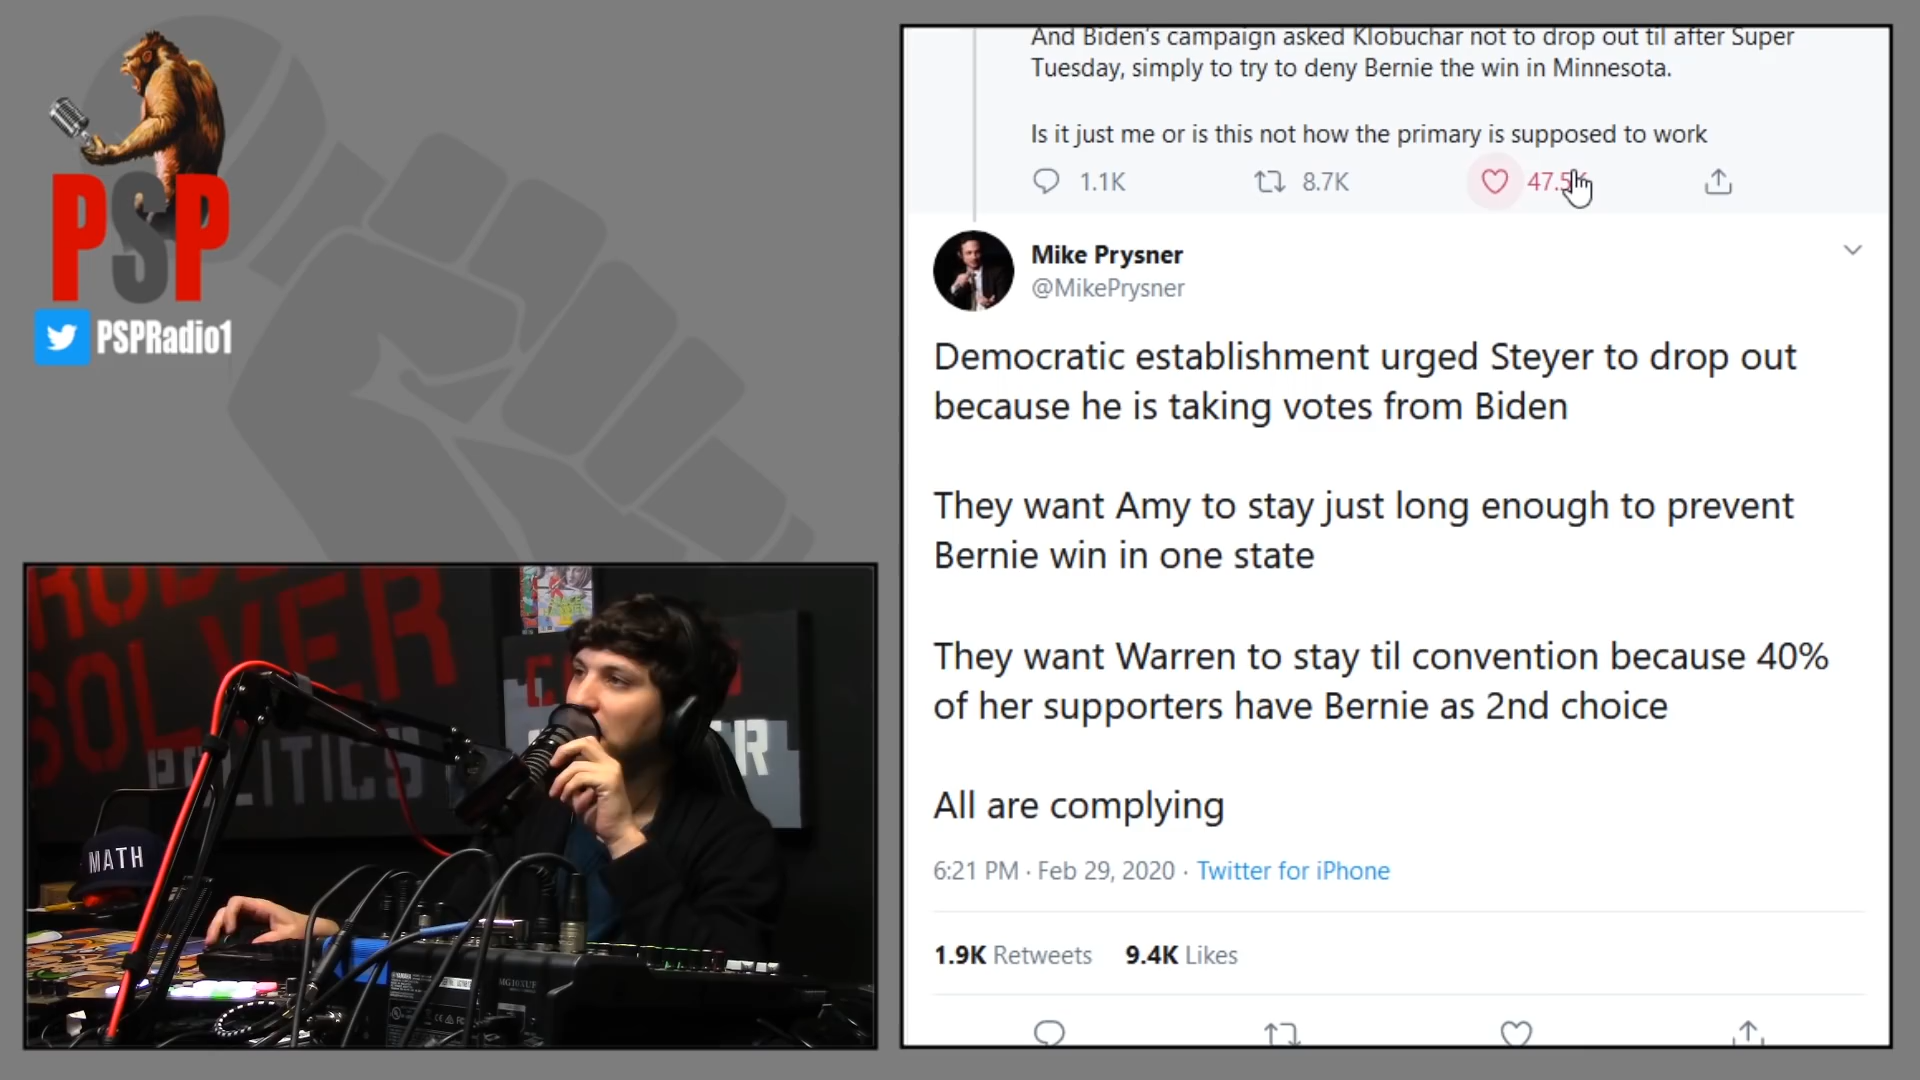 PSP
PSPRadio1
And Biden's campaign asked Klobuchar not to drop out til after Super
Tuesday, simply to try to deny Bernie the win in Minnesota.
Is it just me or is this not how the primary is supposed to work
1.1K 8.7K 47.5
Mike Prysner
@MikePrysner
Democratic establishment urged Steyer to drop out
because he is taking votes from Biden
They want Amy to stay just long enough to prevent
Bernie win in one state
They want Warren to stay til convention because 40%
of her supporters have Bernie as 2nd choice
All are complying
6:21 PM · Feb 29, 2020 · Twitter for iPhone
1.9K Retweets 9.4K Likes
SOLVER
POLITICS
MATH
YAMAHA
MG10XUF